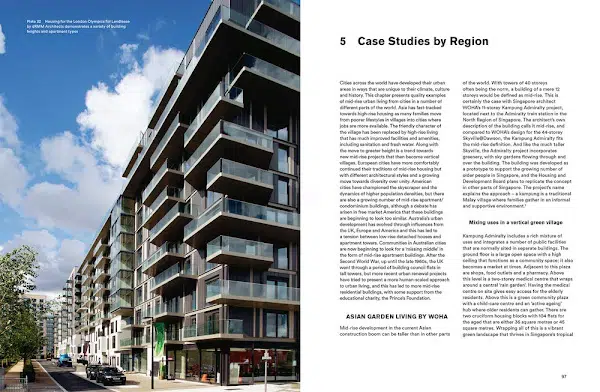 Plate 82 Housing for the London Olympics for Lendlease
by dRMM Architects demonstrates a variety of building
heights and apartment types
5 Case Studies by Region
Cities across the world have developed their urban
areas in ways that are unique to their climate, culture
and history. This chapter presents quality examples
of mid-rise urban living from cities in a number of
different parts of the world. Asia has fast-tracked
towards high-rise housing as many families move
from poorer lifestyles in villages into cities where
jobs are more available. The friendly character of
the village has been replaced by high-rise living
that has much improved facilities and amenities,
including sanitation and fresh water. Along with
the move to greater height is a trend towards
new mid-rise projects that then become vertical
villages. European cities have more comfortably
continued their traditions of mid-rise housing but
with different architectural styles and a growing
move towards diversity over unity. American
cities have championed the skyscraper and the
dynamics of higher population densities, but there
are also a growing number of mid-rise apartment/
condominium buildings, although a debate has
arisen in free market America that these buildings
are beginning to look too similar. Australia's urban
development has evolved through influences from
the UK, Europe and America and this has led to
a tension between low-rise detached houses and
apartment towers. Communities in Australian cities
are now beginning to look for a 'missing middle' in
the form of mid-rise apartment buildings. After the
Second World War, up until the late 1960s, the UK
went through a period of building council flats in
tall towers, but more recent urban renewal projects
have tried to present a more human-scaled approach
to urban living, and this has led to more mid-rise
residential buildings, with some support from the
educational charity, the Prince's Foundation.
ASIAN GARDEN LIVING BY WOHA
Mid-rise development in the current Asian
construction boom can be taller than in other parts
of the world. With towers of 40 storeys
often being the norm, a building of a mere 12
storeys would be defined as mid-rise. This is
certainly the case with Singapore architect
WOHA's 11-storey Kampung Admiralty project,
located next to the Admiralty train station in the
North Region of Singapore. The architect's own
description of the building calls it mid-rise, and
compared to WOHA's design for the 44-storey
Skyville@Dawson, the Kampung Admiralty fits
the mid-rise definition. And like the much taller
Skyville, the Admiralty project incorporates
greenery, with sky gardens flowing through and
over the building. The building was developed as
a prototype to support the growing number of
older people in Singapore, and the Housing and
Development Board plans to replicate the concept
in other parts of Singapore. The project's name
explains the approach – a kampung is a traditional
Malay village where families gather in an informal
and supportive environment.¹
Mixing uses in a vertical green village
Kampung Admiralty includes a rich mixture of
uses and integrates a number of public facilities
that are normally sited in separate buildings. The
ground floor is a large open space with a high
ceiling that functions as a community space; it also
becomes a market at times. Adjacent to this plaza
are shops, food outlets and a pharmacy. Above
this level is a two-storey medical centre that wraps
around a central 'rain garden'. Having the medical
centre on site gives easy access for the elderly
residents. Above this is a green community plaza
with a child-care centre and an 'active ageing'
hub where older residents can gather. There are
two cruciform housing blocks with 104 flats for
the aged that are either 36 square metres or 45
square metres. Wrapping all of this is a vibrant
green landscape that thrives in Singapore's tropical
97